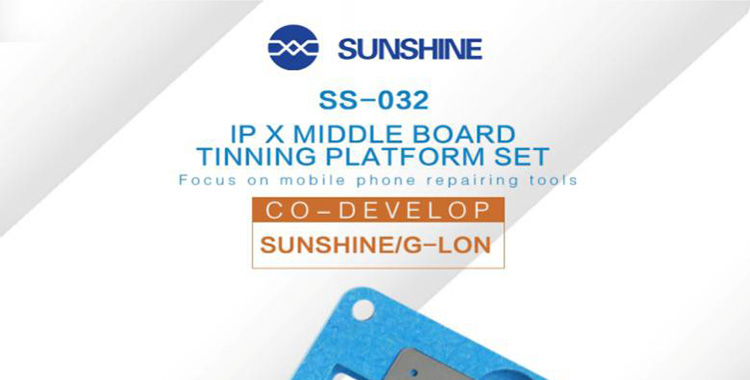 SUNSHINE
SS-032
IP X MIDDLE BOARD
TINNING PLATFORM SET
Focus on mobile phone repairing tools
CO-DEVELOP
SUNSHINE/G-LON